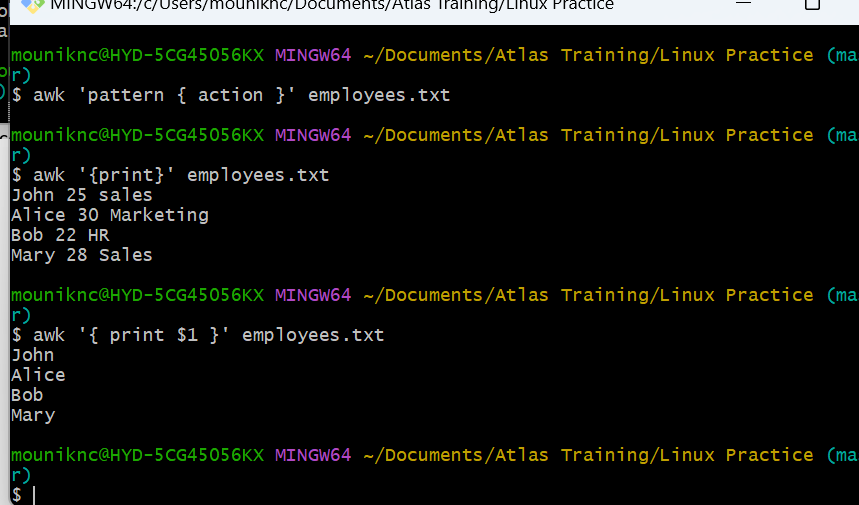 MINGW64:/c/Users/mouniknc/Documents/Atlas Training/Linux Practice
mouniknc@HYD-5CG45056KX MINGW64 ~/Documents/Atlas Training/Linux Practice (ma
r)
$ awk 'pattern { action }' employees.txt
mouniknc@HYD-5CG45056KX MINGW64 ~/Documents/Atlas Training/Linux Practice (ma
r)
$ awk '{print}' employees.txt
John 25 sales
Alice 30 Marketing
Bob 22 HR
Mary 28 Sales
mouniknc@HYD-5CG45056KX MINGW64 ~/Documents/Atlas Training/Linux Practice (ma
r)
$ awk '{ print $1 }' employees.txt
John
Alice
Bob
Mary
mouniknc@HYD-5CG45056KX MINGW64 ~/Documents/Atlas Training/Linux Practice (ma
r)
$